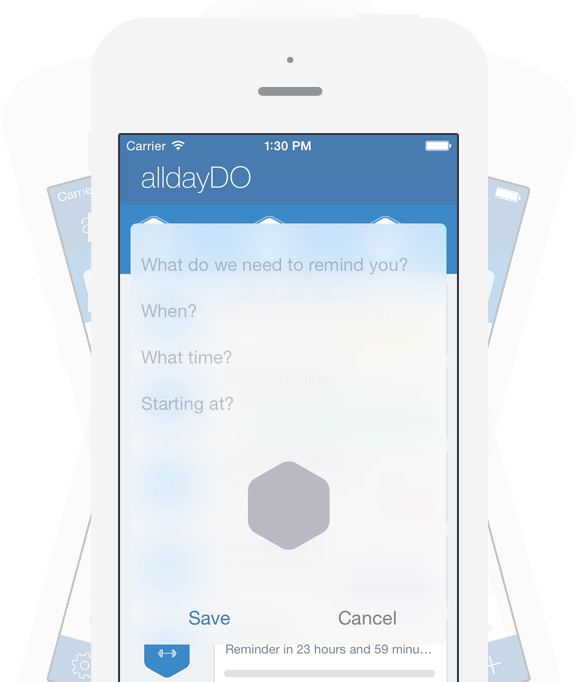 Carrier 1:30 PM
alldayDO
What do we need to remind you?
When?
What time?
Starting at?
Save Cancel
Reminder in 23 hours and 59 minu...